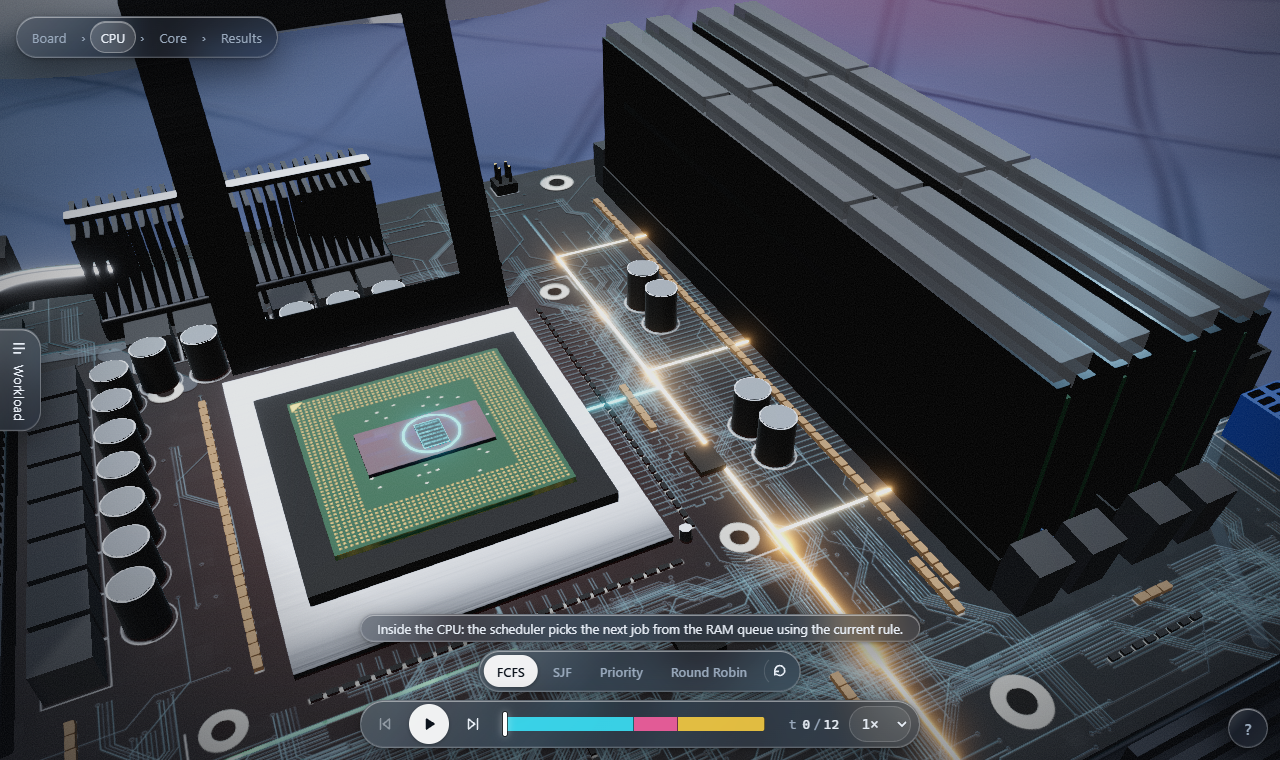 Board › CPU › Core › Results
Workload
Inside the CPU: the scheduler picks the next job from the RAM queue using the current rule.
FCFS SJF Priority Round Robin
t 0/12 1×
?